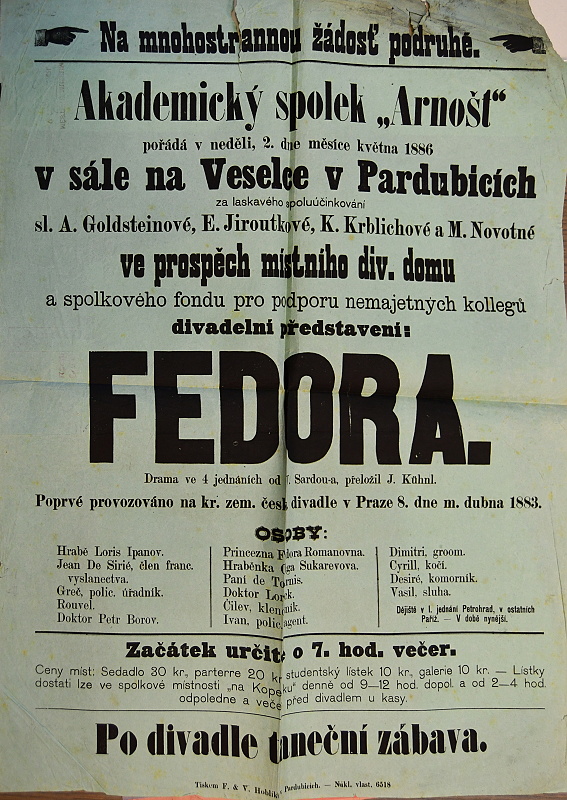 Na mnohostrannou žádosť podruhé.
Akademický spolek „Arnošt“
pořádá v neděli, 2. dne měsíce května 1886
v sále na Veselce v Pardubicích
za laskavého spoluúčinkování
sl. A. Goldsteinové, E. Jiroutkové, K. Krblichové a M. Novotné
ve prospěch místního div. domu
a spolkového fondu pro podporu nemajetných kollegů
divadelní představení:
FEDORA.
Drama ve 4 jednáních od V. Sardou-a, přeložil J. Kühnl.
Poprvé provozováno na kr. zem. česk. divadle v Praze 8. dne m. dubna 1883.
OSOBY:
Hrabě Loris Ipanov.
Jean De Sirié, člen franc.
vyslanectva.
Greč, polic. úřadník.
Rouvel.
Doktor Petr Borov.
Princezna Fedora Romanovna.
Hraběnka Olga Sukarevova.
Paní de Tornis.
Doktor Lorek.
Čilev, klenotník.
Ivan, polic. agent.
Dimitri, groom.
Cyrill, kočí.
Desiré, komorník.
Vasil, sluha.
Dějiště v I. jednání Petrohrad, v ostatních
Paříž. — V době nynější.
Začátek určitě o 7. hod. večer.
Ceny míst: Sedadlo 30 kr., parterre 20 kr. studentský lístek 10 kr., galerie 10 kr. — Lístky
dostati lze ve spolkové místnosti „na Kopečku“ denně od 9—12 hod. dopol. a od 2—4 hod.
odpoledne a večer před divadlem u kasy.
Po divadle taneční zábava.
Tiskem F. & V. Hoblík v Pardubicích. — Nákl. vlast. 6518